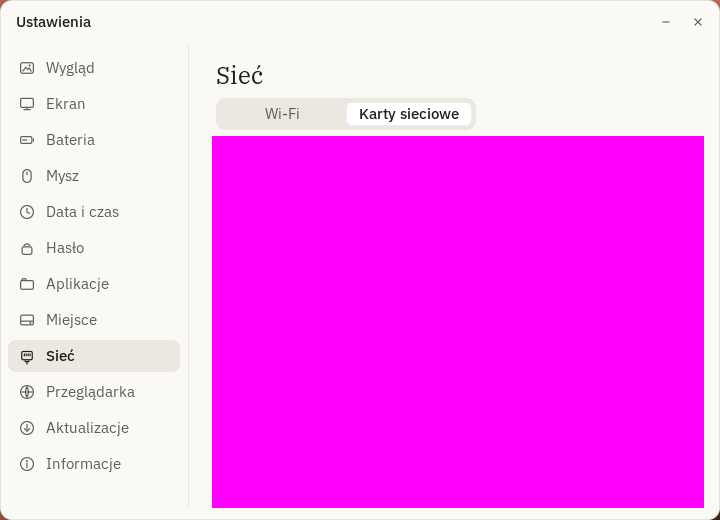 Ustawienia
Wygląd
Ekran
Bateria
Mysz
Data i czas
Hasło
Aplikacje
Miejsce
Sieć
Przeglądarka
Aktualizacje
Informacje
Sieć
Wi-Fi
Karty sieciowe